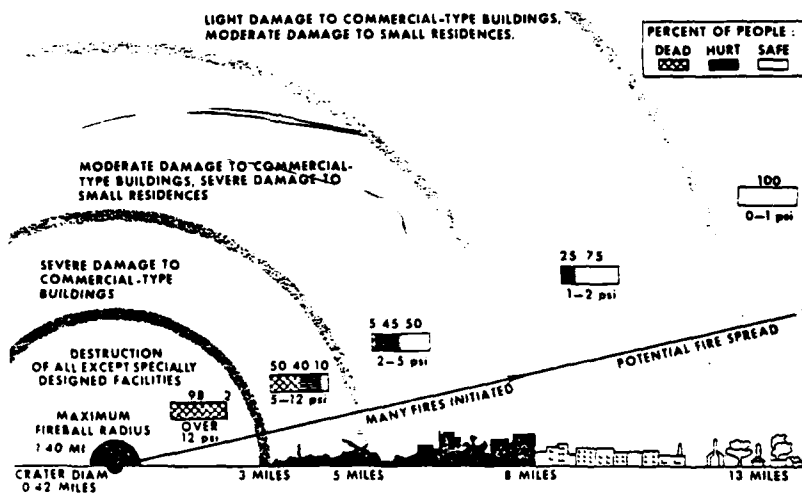 LIGHT DAMAGE TO COMMERCIAL-TYPE BUILDINGS,
MODERATE DAMAGE TO SMALL RESIDENCES.
PERCENT OF PEOPLE :
DEAD HURT SAFE
MODERATE DAMAGE TO COMMERCIAL-
TYPE BUILDINGS, SEVERE DAMAGE TO
SMALL RESIDENCES
100
0–1 psi
SEVERE DAMAGE TO
COMMERCIAL-TYPE
BUILDINGS
25 75
1–2 psi
5 45 50
2–5 psi
DESTRUCTION
OF ALL EXCEPT SPECIALLY
DESIGNED FACILITIES
50 40 10
5–12 psi
98 2
OVER
12 psi
POTENTIAL FIRE SPREAD
MANY FIRES INITIATED
MAXIMUM
FIREBALL RADIUS
CRATER DIAM
0.42 MILES
3 MILES
5 MILES
8 MILES
13 MILES